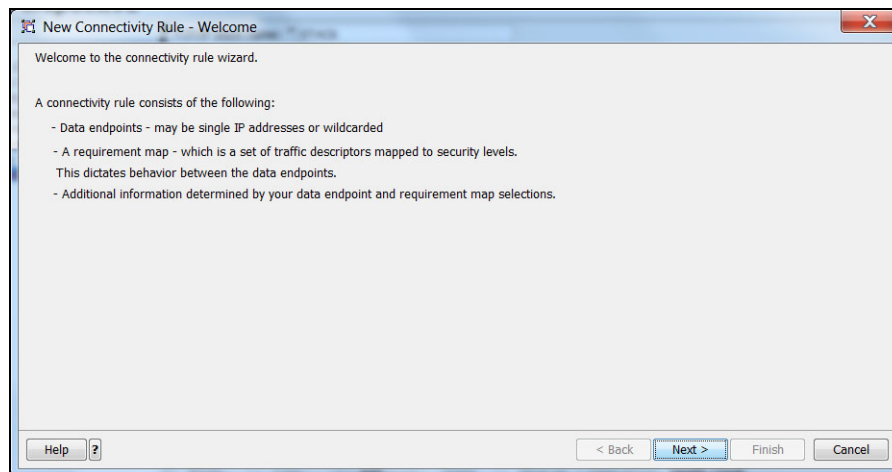 New Connectivity Rule - Welcome
X
Welcome to the connectivity rule wizard.
A connectivity rule consists of the following:
- Data endpoints - may be single IP addresses or wildcarded
- A requirement map - which is a set of traffic descriptors mapped to security levels.
This dictates behavior between the data endpoints.
- Additional information determined by your data endpoint and requirement map selections.
Help ? < Back Next > Finish Cancel